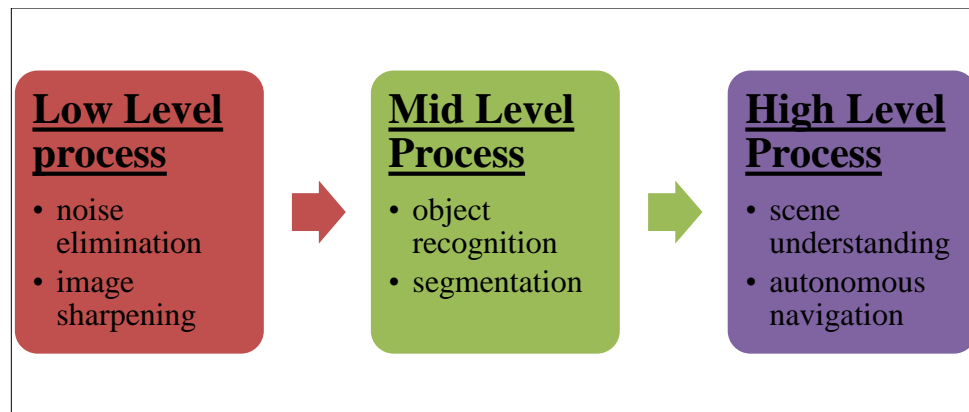 Low Level
process
• noise
elimination
• image
sharpening
Mid Level
Process
• object
recognition
• segmentation
High Level
Process
• scene
understanding
• autonomous
navigation